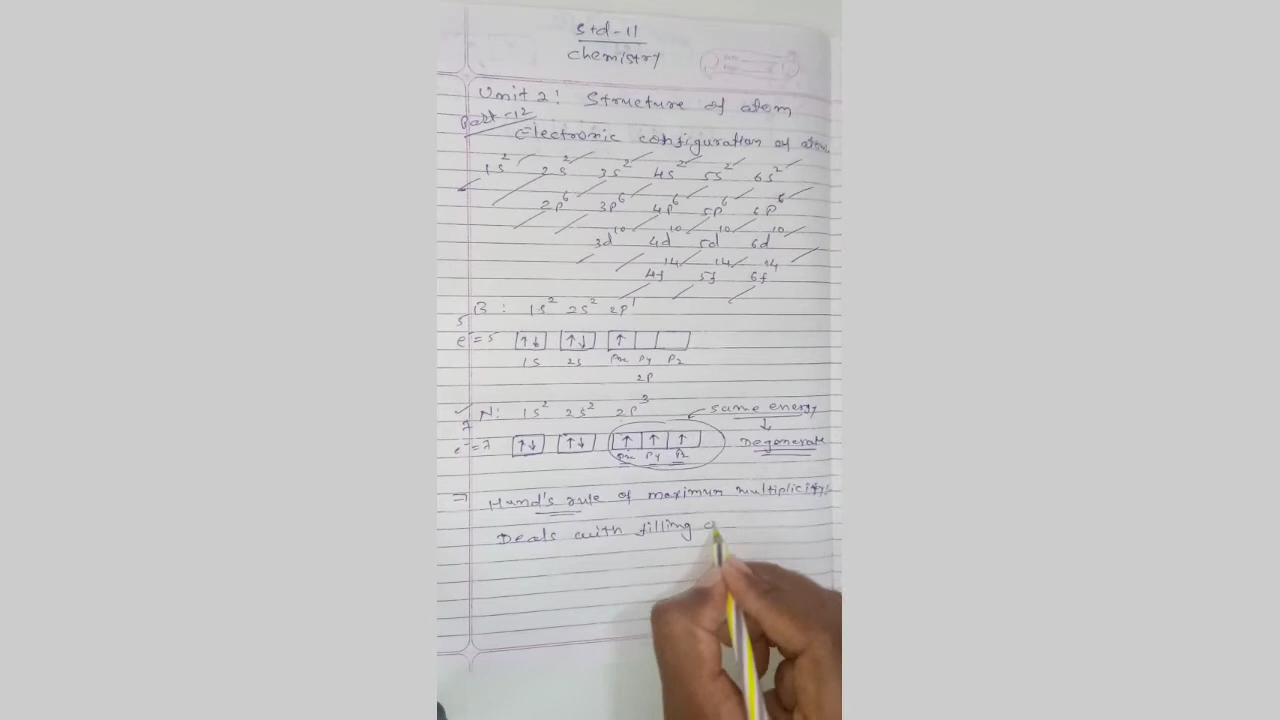 Std-11
Chemistry
Unit 2: Structure of atom
Part-12
Electronic configuration of atom
1s² 2s² 3s² 4s² 5s² 6s²
2p⁶ 3p⁶ 4p⁶ 5p⁶ 6p⁶
3d¹⁰ 4d¹⁰ 5d¹⁰ 6d¹⁰
4f¹⁴ 5f¹⁴ 6f¹⁴
₅B: 1s² 2s² 2p¹
e⁻=5 ↑↓ ↑↓ ↑
1s 2s Px Py Pz
2p
₇N: 1s² 2s² 2p³ same energy
e⁻=7 ↑↓ ↑↓ ↑ ↑ ↑ Degenerate
Px Py Pz
⇒ Hund's rule of maximum multiplicity:
Deals with filling